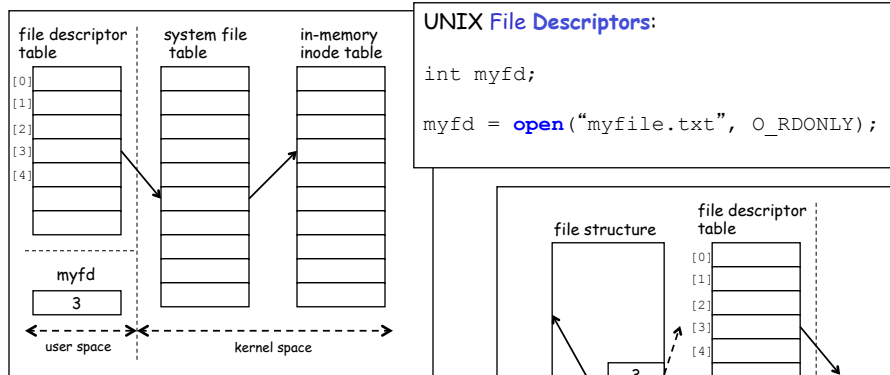 file descriptor
table
system file
table
in-memory
inode table
[0]
[1]
[2]
[3]
[4]
myfd
3
user space
kernel space
UNIX File Descriptors:
int myfd;
myfd = open(“myfile.txt”, O_RDONLY);
file structure
file descriptor
table
[0]
[1]
[2]
[3]
[4]
3